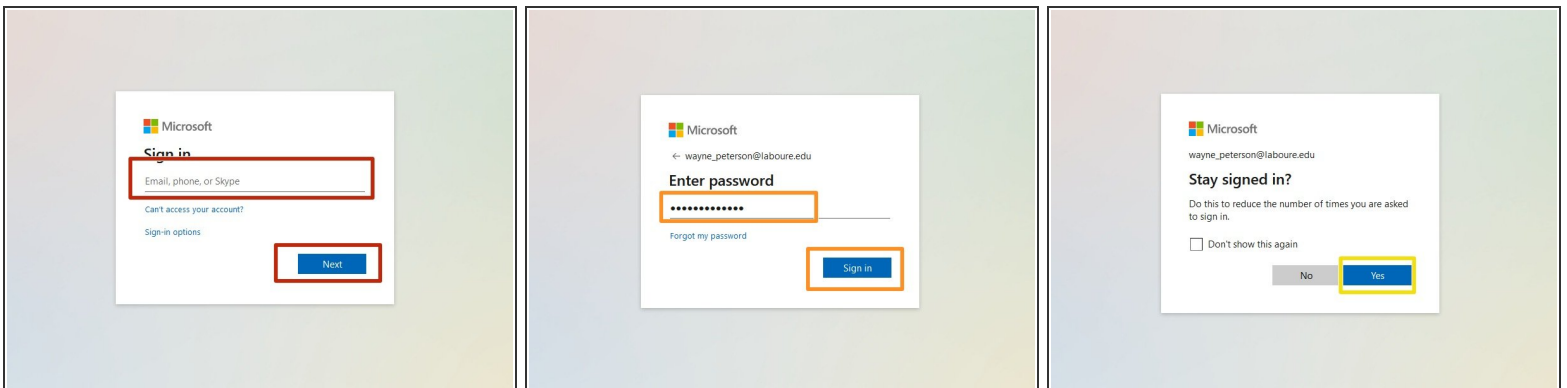 Microsoft
Sign in
Email, phone, or Skype
Can't access your account?
Sign-in options
Next
Microsoft
← wayne_peterson@laboure.edu
Enter password
•••••••••••••
Forgot my password
Sign in
Microsoft
wayne_peterson@laboure.edu
Stay signed in?
Do this to reduce the number of times you are asked
to sign in.
Don't show this again
No
Yes